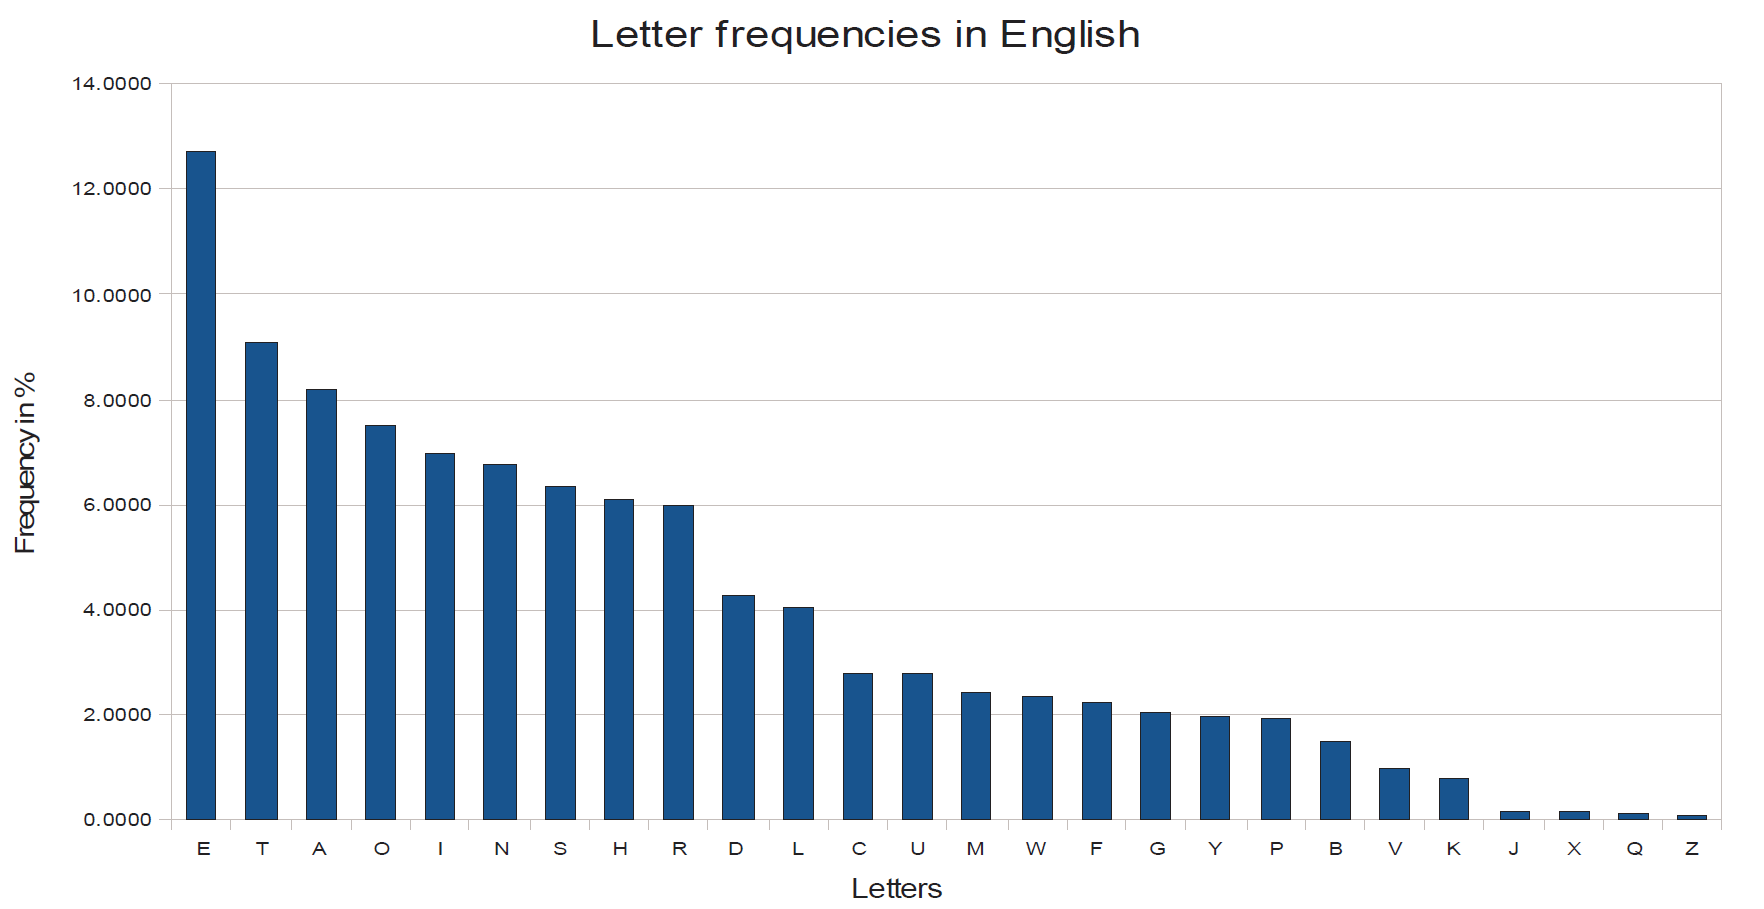 Letter frequencies in English
14.0000
12.0000
10.0000
8.0000
6.0000
4.0000
2.0000
0.0000
Frequency in %
E T A O I N S H R D L C U M W F G Y P B V K J X Q Z
Letters